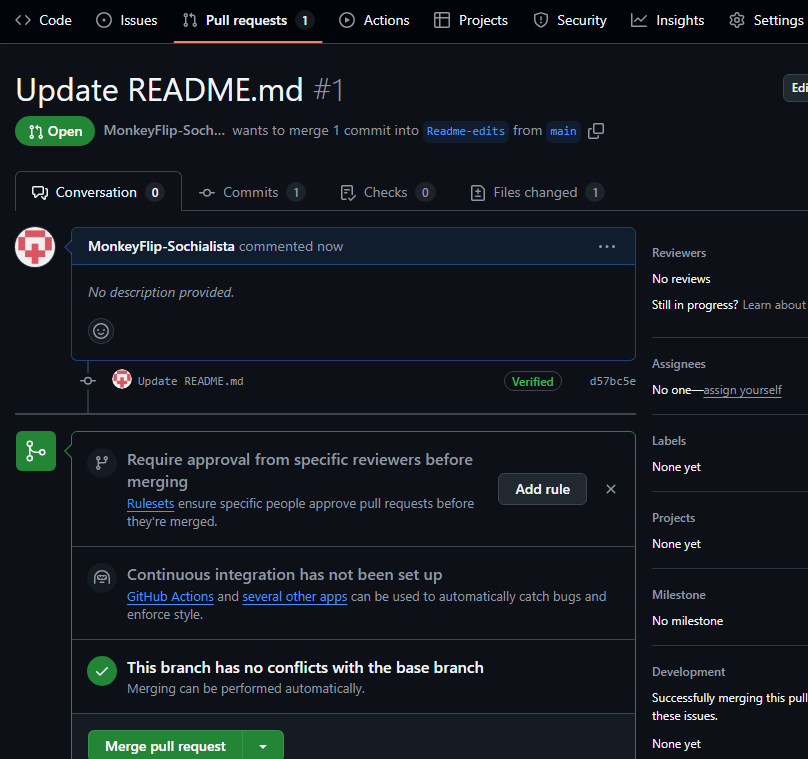 Code Issues Pull requests 1 Actions Projects Security Insights Settings
Update README.md #1
Edi
Open MonkeyFlip-Soch... wants to merge 1 commit into Readme-edits from main
Conversation 0 Commits 1 Checks 0 Files changed 1
MonkeyFlip-Sochialista commented now
No description provided.
Update README.md Verified d57bc5e
Require approval from specific reviewers before
merging
Rulesets ensure specific people approve pull requests before
they're merged.
Add rule
Continuous integration has not been set up
GitHub Actions and several other apps can be used to automatically catch bugs and
enforce style.
This branch has no conflicts with the base branch
Merging can be performed automatically.
Merge pull request
Reviewers
No reviews
Still in progress? Learn about
Assignees
No one—assign yourself
Labels
None yet
Projects
None yet
Milestone
No milestone
Development
Successfully merging this pull
these issues.
None yet